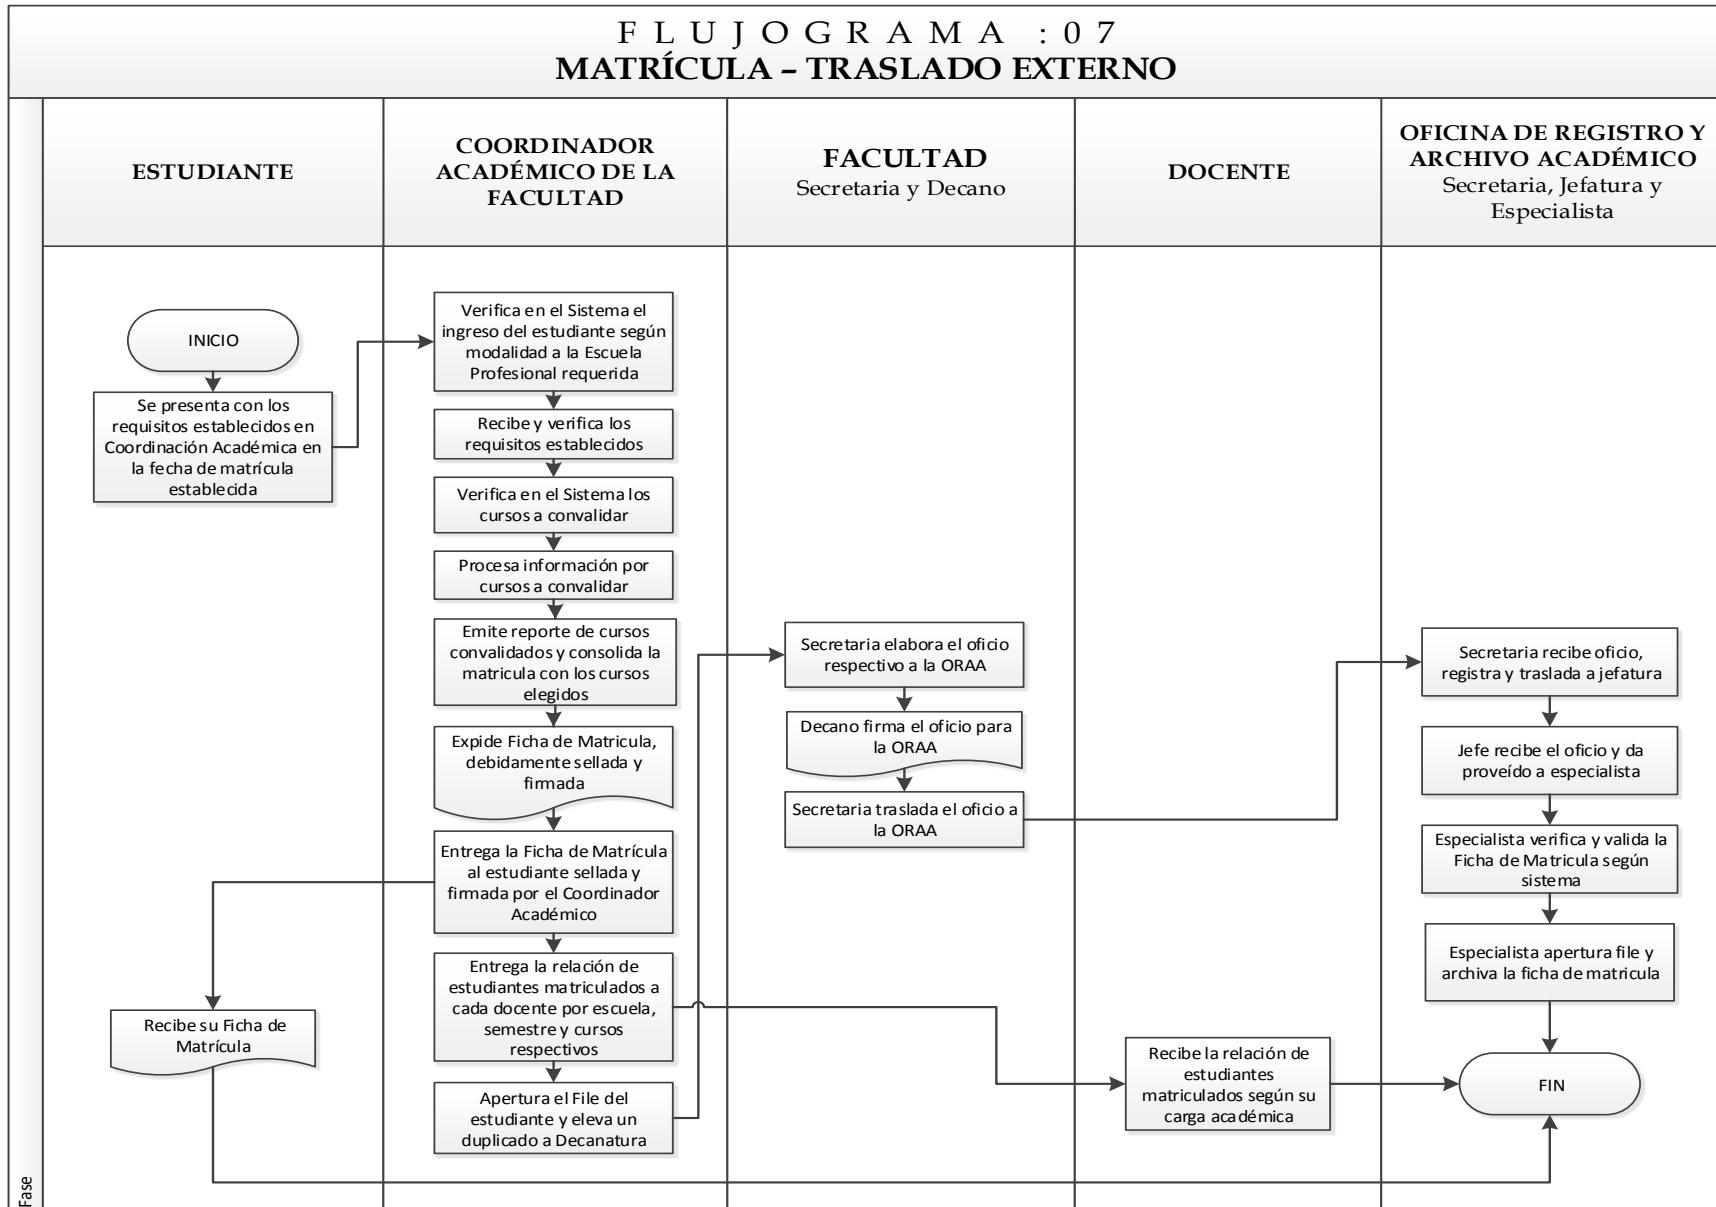 FLUJOGRAMA :07
MATRÍCULA – TRASLADO EXTERNO
ESTUDIANTE
COORDINADOR
ACADÉMICO DE LA
FACULTAD
FACULTAD
Secretaria y Decano
DOCENTE
OFICINA DE REGISTRO Y
ARCHIVO ACADÉMICO
Secretaria, Jefatura y
Especialista
INICIO
Se presenta con los
requisitos establecidos en
Coordinación Académica en
la fecha de matrícula
establecida
Verifica en el Sistema el
ingreso del estudiante según
modalidad a la Escuela
Profesional requerida
Recibe y verifica los
requisitos establecidos
Verifica en el Sistema los
cursos a convalidar
Procesa información por
cursos a convalidar
Emite reporte de cursos
convalidados y consolida la
matricula con los cursos
elegidos
Expide Ficha de Matricula,
debidamente sellada y
firmada
Entrega la Ficha de Matrícula
al estudiante sellada y
firmada por el Coordinador
Académico
Entrega la relación de
estudiantes matriculados a
cada docente por escuela,
semestre y cursos
respectivos
Apertura el File del
estudiante y eleva un
duplicado a Decanatura
Recibe su Ficha de
Matrícula
Secretaria elabora el oficio
respectivo a la ORAA
Decano firma el oficio para
la ORAA
Secretaria traslada el oficio a
la ORAA
Recibe la relación de
estudiantes
matriculados según su
carga académica
Secretaria recibe oficio,
registra y traslada a jefatura
Jefe recibe el oficio y da
proveído a especialista
Especialista verifica y valida la
Ficha de Matricula según
sistema
Especialista apertura file y
archiva la ficha de matricula
FIN
Fase